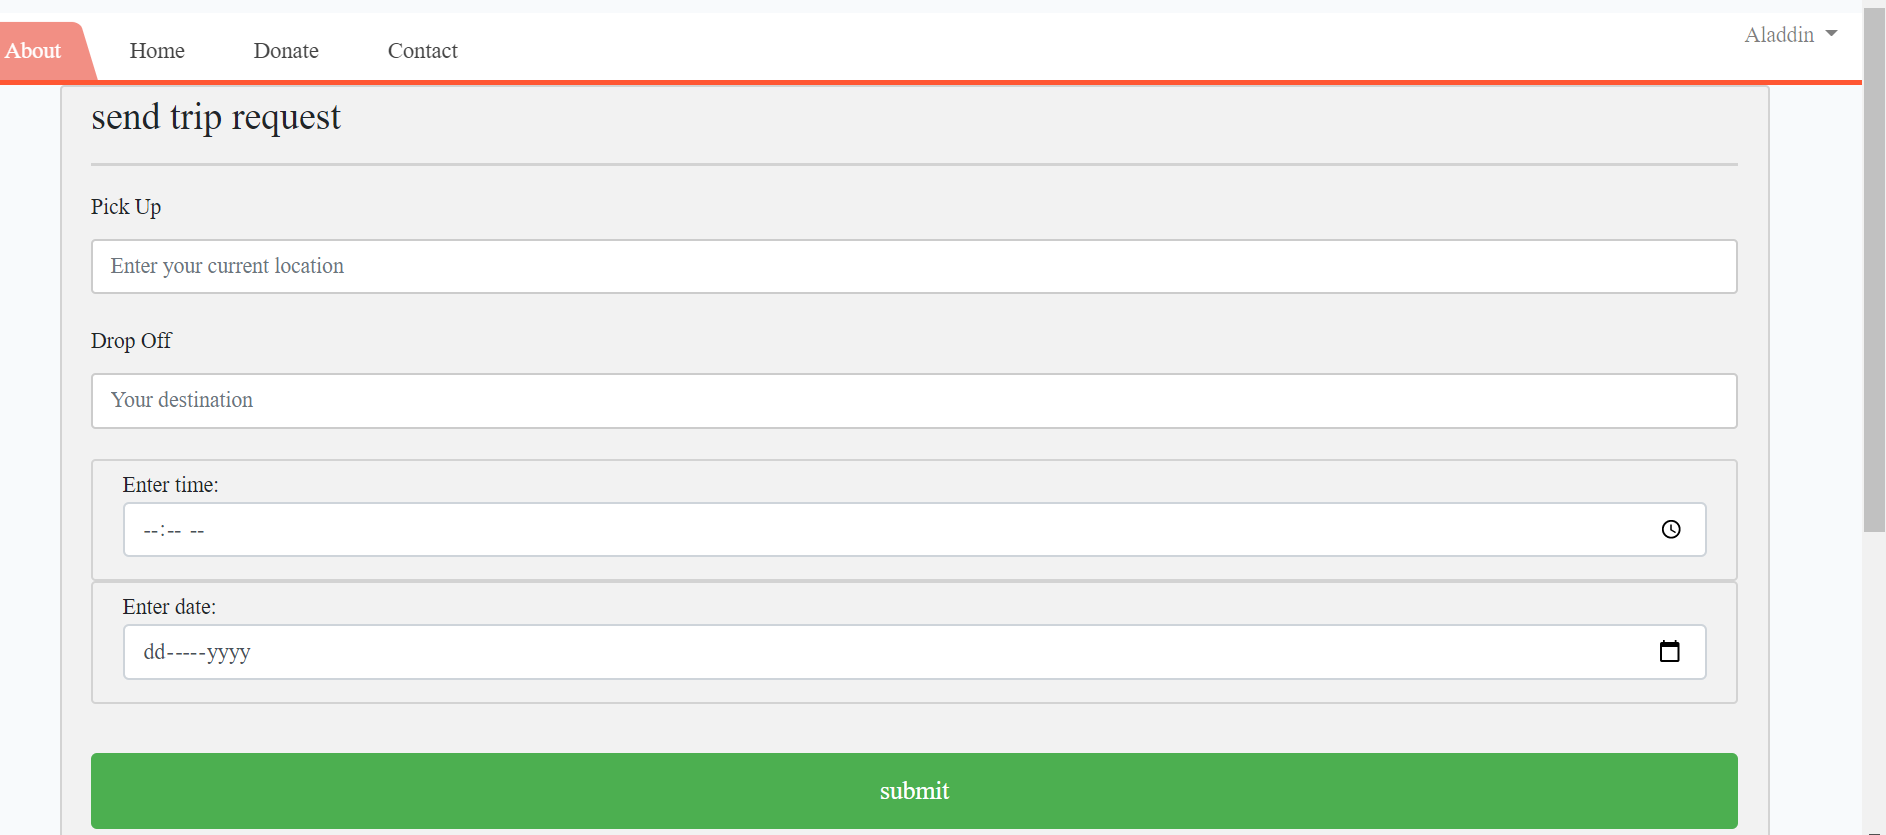 About Home Donate Contact Aladdin
send trip request
Pick Up
Enter your current location
Drop Off
Your destination
Enter time:
--:-- --
Enter date:
dd-----yyyy
submit